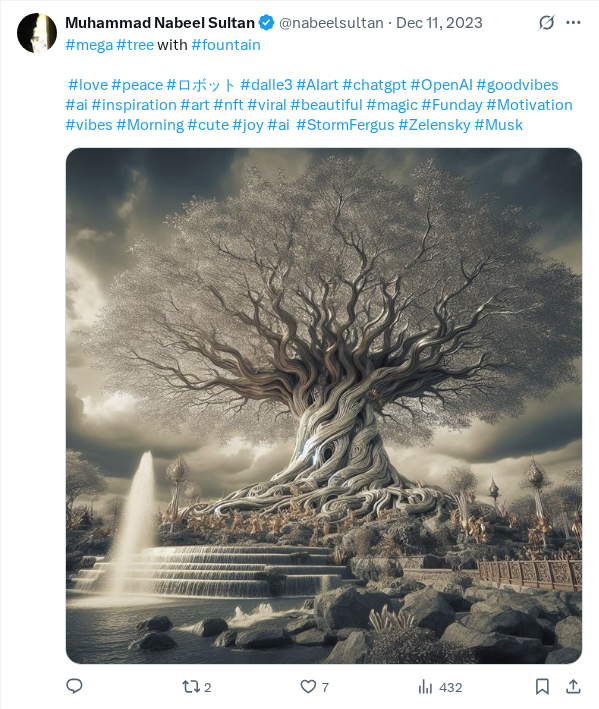 Muhammad Nabeel Sultan @nabeelsultan · Dec 11, 2023
#mega #tree with #fountain
#love #peace #ロボット #dalle3 #AIart #chatgpt #OpenAI #goodvibes
#ai #inspiration #art #nft #viral #beautiful #magic #Funday #Motivation
#vibes #Morning #cute #joy #ai #StormFergus #Zelensky #Musk
2 7 432